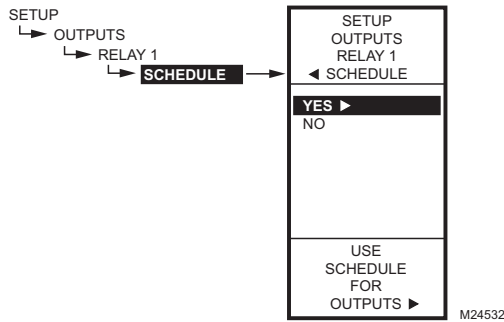 SETUP
OUTPUTS
RELAY 1
SCHEDULE
SETUP
OUTPUTS
RELAY 1
◀ SCHEDULE
YES ▶
NO
USE
SCHEDULE
FOR
OUTPUTS ▶
M24532